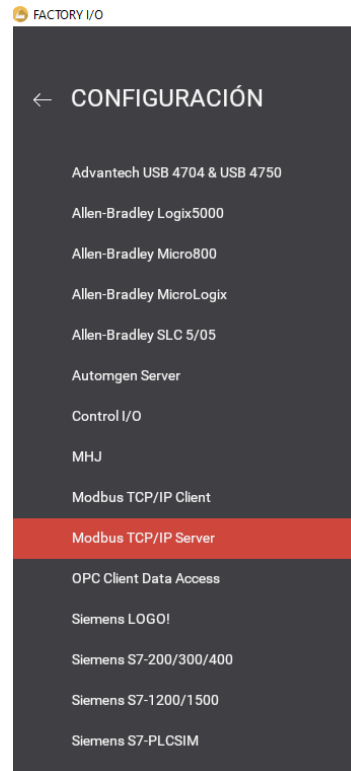 FACTORY I/O
← CONFIGURACIÓN
Advantech USB 4704 & USB 4750
Allen-Bradley Logix5000
Allen-Bradley Micro800
Allen-Bradley MicroLogix
Allen-Bradley SLC 5/05
Automgen Server
Control I/O
MHJ
Modbus TCP/IP Client
Modbus TCP/IP Server
OPC Client Data Access
Siemens LOGO!
Siemens S7-200/300/400
Siemens S7-1200/1500
Siemens S7-PLCSIM